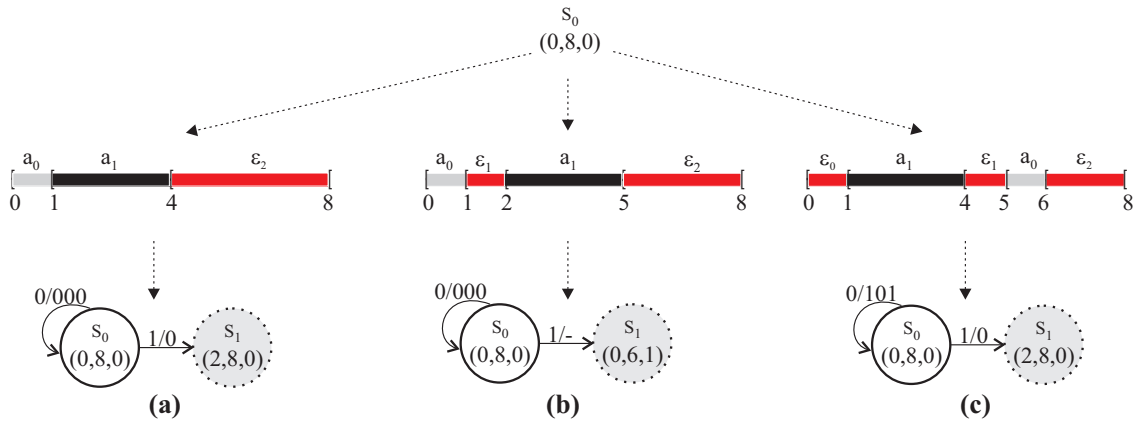 S₀
(0,8,0)
a₀ a₁ ε₂
0 1 4 8
a₀ ε₁ a₁ ε₂
0 1 2 5 8
ε₀ a₁ ε₁ a₀ ε₂
0 1 4 5 6 8
0/000
S₀
(0,8,0)
1/0
S₁
(2,8,0)
(a)
0/000
S₀
(0,8,0)
1/-
S₁
(0,6,1)
(b)
0/101
S₀
(0,8,0)
1/0
S₁
(2,8,0)
(c)